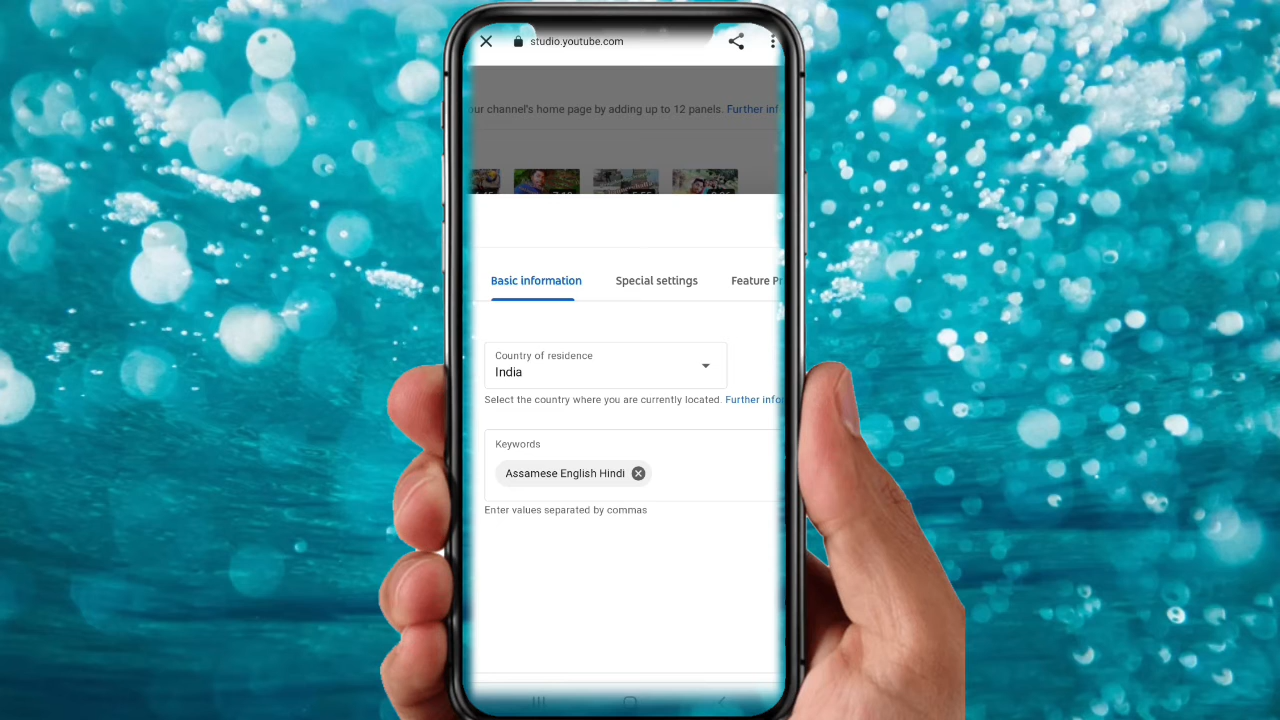 studio.youtube.com
our channel's home page by adding up to 12 panels. Further inf
Basic information Special settings Feature Pr
Country of residence
India
Select the country where you are currently located. Further info
Keywords
Assamese English Hindi
Enter values separated by commas